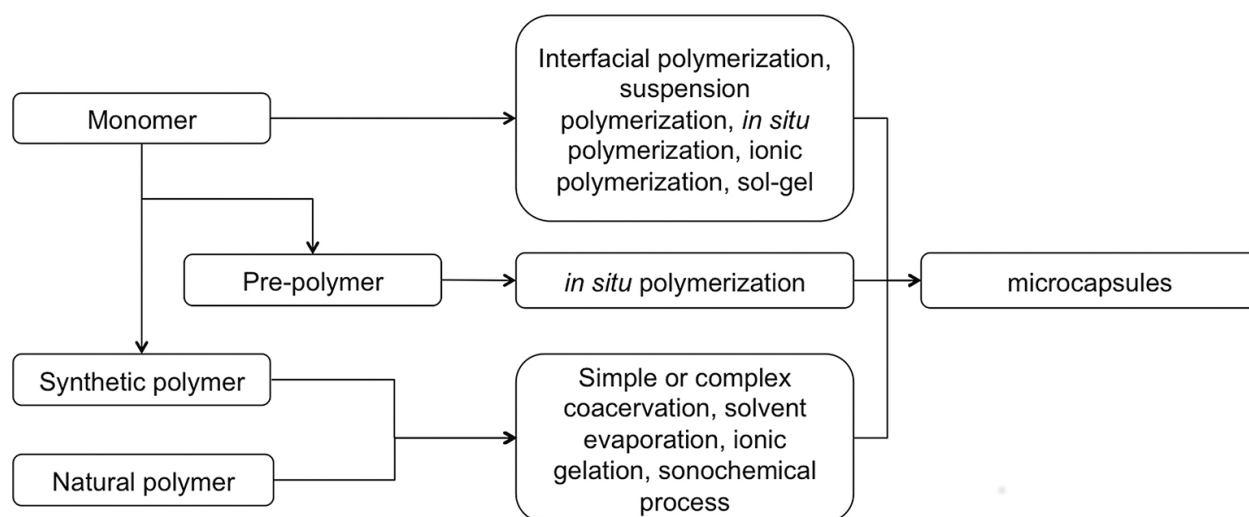 Monomer
Interfacial polymerization,
suspension
polymerization, in situ
polymerization, ionic
polymerization, sol-gel
Pre-polymer
in situ polymerization
microcapsules
Synthetic polymer
Natural polymer
Simple or complex
coacervation, solvent
evaporation, ionic
gelation, sonochemical
process